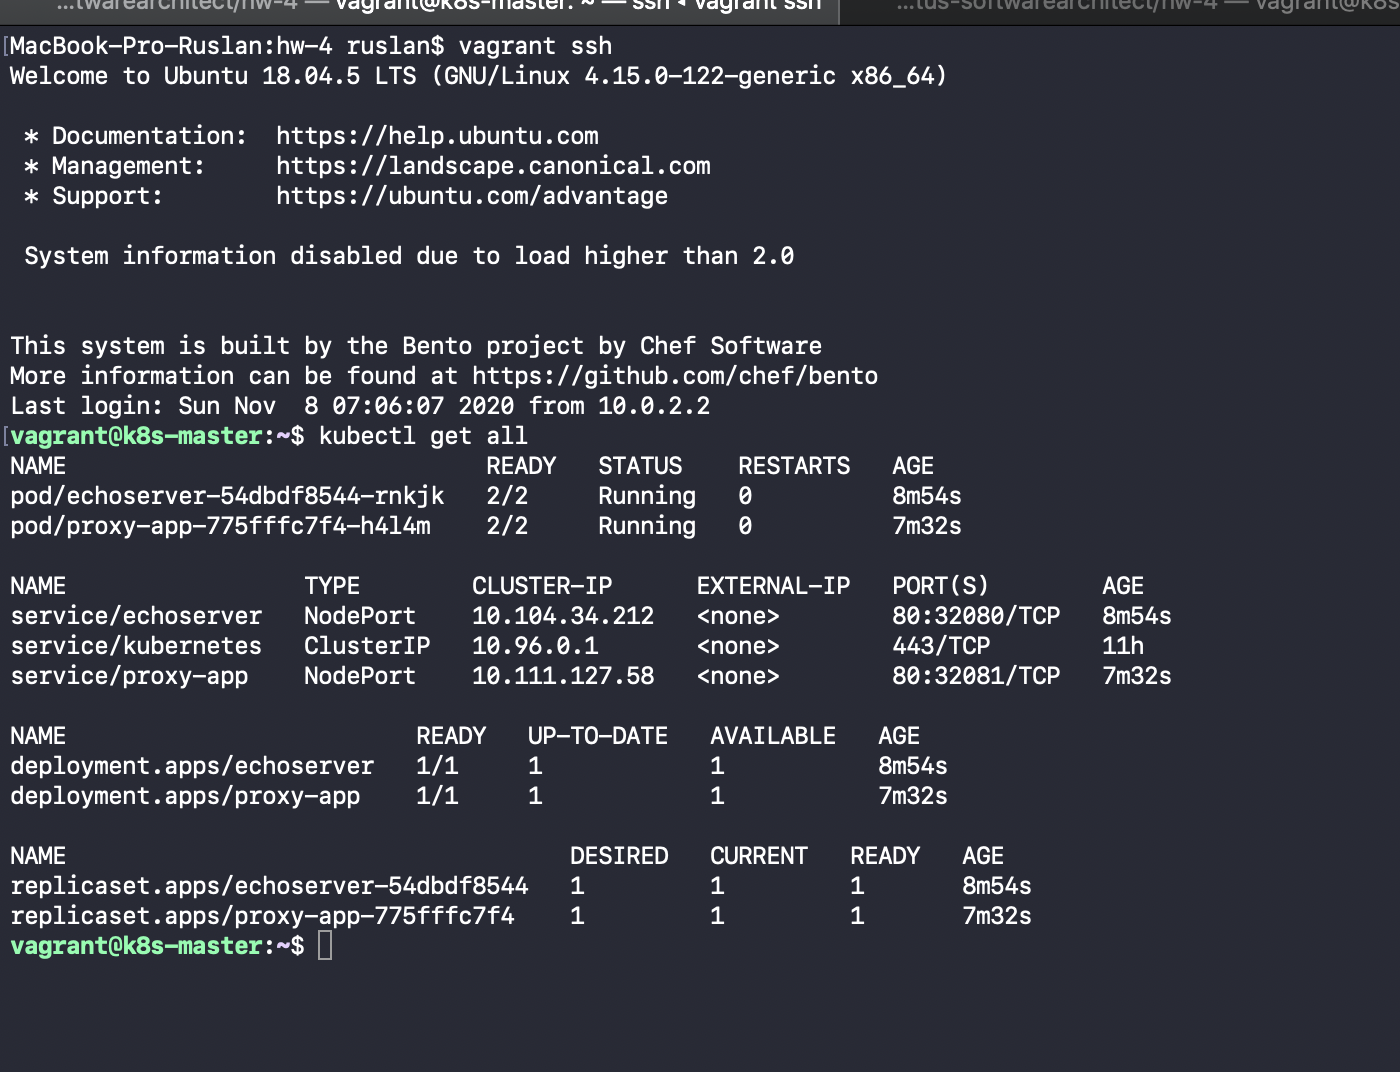 ...twarearchitect/hw-4 — vagrant@k8s-master: ~ — ssh ◂ vagrant ssh ...tus-softwarearchitect/hw-4 — vagrant@k8s
[MacBook-Pro-Ruslan:hw-4 ruslan$ vagrant ssh
Welcome to Ubuntu 18.04.5 LTS (GNU/Linux 4.15.0-122-generic x86_64)
* Documentation:  https://help.ubuntu.com
* Management:     https://landscape.canonical.com
* Support:        https://ubuntu.com/advantage
System information disabled due to load higher than 2.0
This system is built by the Bento project by Chef Software
More information can be found at https://github.com/chef/bento
Last login: Sun Nov  8 07:06:07 2020 from 10.0.2.2
[vagrant@k8s-master:~$ kubectl get all
NAME                              READY   STATUS    RESTARTS   AGE
pod/echoserver-54dbdf8544-rnkjk   2/2     Running   0          8m54s
pod/proxy-app-775fffc7f4-h4l4m    2/2     Running   0          7m32s
NAME                 TYPE        CLUSTER-IP      EXTERNAL-IP   PORT(S)        AGE
service/echoserver   NodePort    10.104.34.212   <none>        80:32080/TCP   8m54s
service/kubernetes   ClusterIP   10.96.0.1       <none>        443/TCP        11h
service/proxy-app    NodePort    10.111.127.58   <none>        80:32081/TCP   7m32s
NAME                         READY   UP-TO-DATE   AVAILABLE   AGE
deployment.apps/echoserver   1/1     1            1           8m54s
deployment.apps/proxy-app    1/1     1            1           7m32s
NAME                                    DESIRED   CURRENT   READY   AGE
replicaset.apps/echoserver-54dbdf8544   1         1         1       8m54s
replicaset.apps/proxy-app-775fffc7f4    1         1         1       7m32s
vagrant@k8s-master:~$